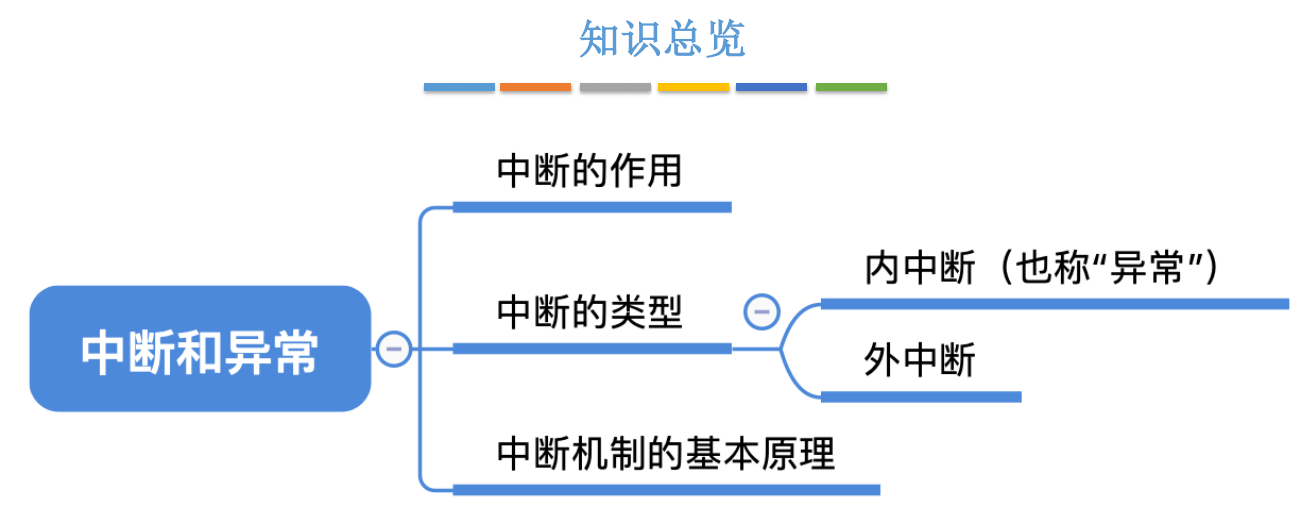 知识总览
中断的作用
内中断（也称“异常”）
中断的类型
中断和异常
外中断
中断机制的基本原理